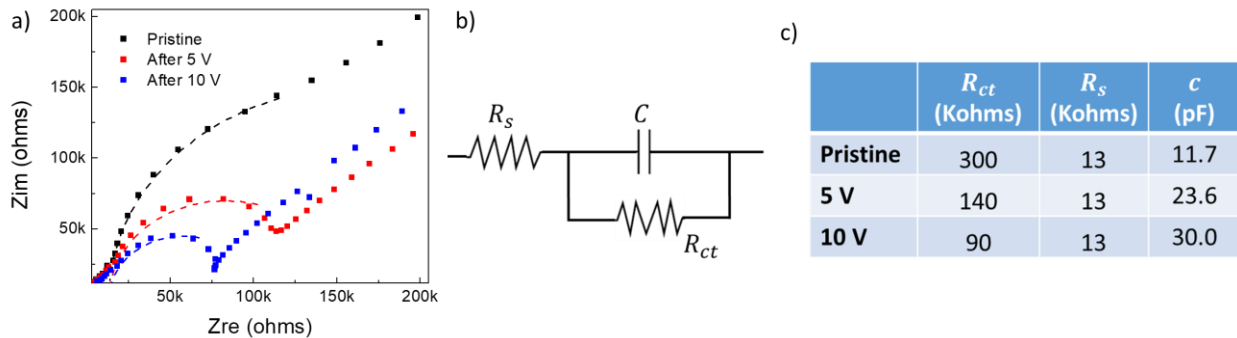 a)
200k
150k
100k
50k
Zim (ohms)
Pristine
After 5 V
After 10 V
50k 100k 150k 200k
Zre (ohms)
b)
R_s
C
R_ct
c)
R_ct (Kohms) R_s (Kohms) c (pF)
Pristine 300 13 11.7
5 V 140 13 23.6
10 V 90 13 30.0